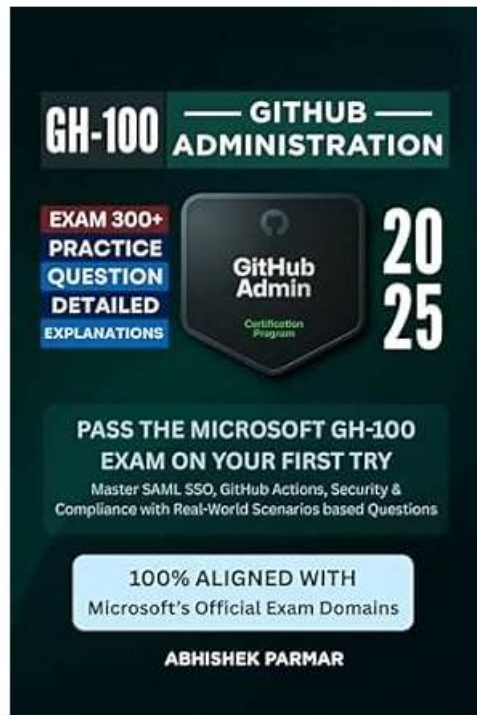 GH-100
GITHUB
ADMINISTRATION
EXAM 300+
PRACTICE
QUESTION
DETAILED
EXPLANATIONS
GitHub
Admin
Certification
Program
20
25
PASS THE MICROSOFT GH-100
EXAM ON YOUR FIRST TRY
Master SAML SSO, GitHub Actions, Security &
Compliance with Real-World Scenarios based Questions
100% ALIGNED WITH
Microsoft's Official Exam Domains
ABHISHEK PARMAR